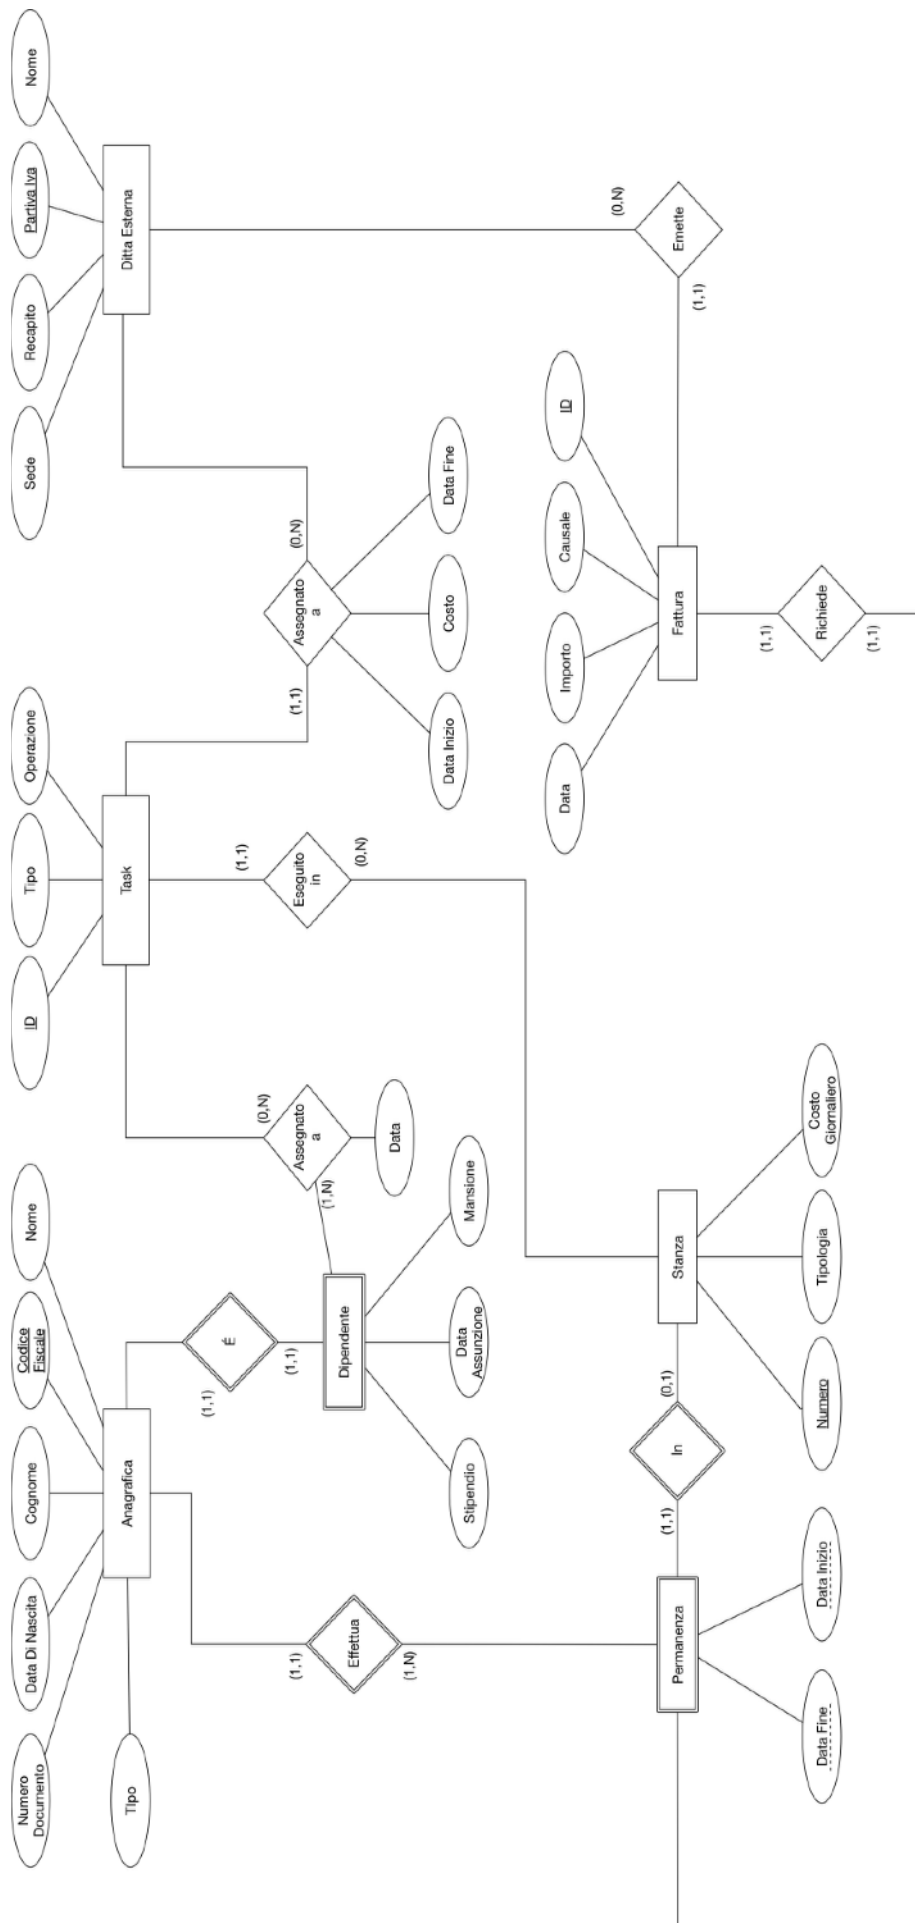 Numero
Documento
Data Di Nascita
Cognome
Codice
Fiscale
Nome
ID
Tipo
Operazione
Sede
Recapito
Partiva Iva
Nome
TIpo
Anagrafica
Task
Ditta Esterna
(1,1)
É
(1,1)
(0,N)
Assegnato
a
(1,N)
(1,1)
Eseguito
in
(0,N)
(1,1)
Assegnato
a
(0,N)
(1,1)
Effettua
(1,N)
Dipendente
Data
Stipendio
Data
Assunzione
Mansione
Data Inizio
Costo
Data Fine
Data
Importo
Causale
ID
(0,N)
Permanenza
(1,1)
In
(0,1)
Stanza
Fattura
(1,1)
Emette
Data Fine
Data Inizio
Numero
Tipologia
Costo
Giornaliero
(1,1)
Richiede
(1,1)